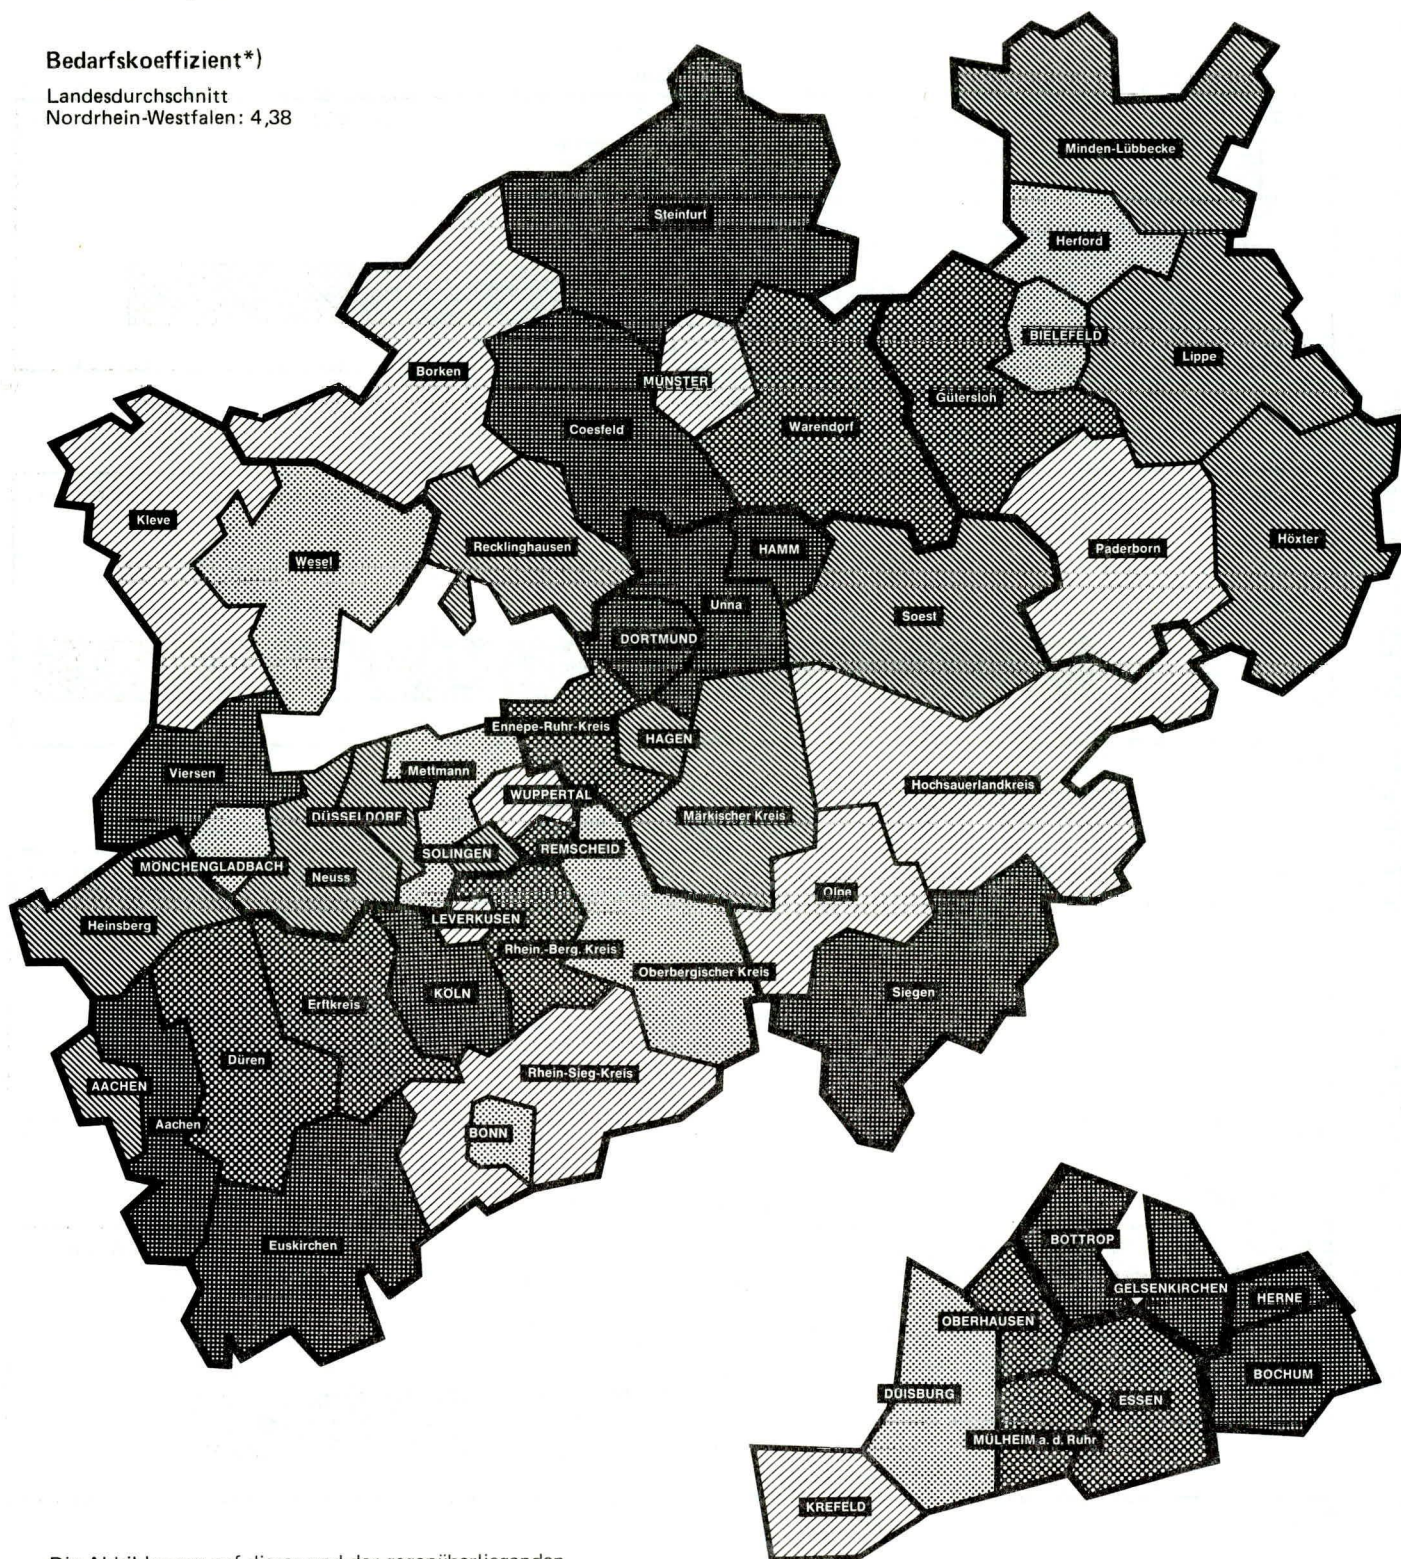 Bedarfskoeffizient*)
Landesdurchschnitt
Nordrhein-Westfalen: 4,38
Minden-Lübbecke
Steinfurt
Herford
BIELEFELD
Lippe
Borken
MÜNSTER
Gütersloh
Coesfeld
Warendorf
Kleve
Wesel
Recklinghausen
HAMM
Paderborn
Höxter
Unna
Soest
DORTMUND
Ennepe-Ruhr-Kreis
HAGEN
Viersen
Mettmann
WUPPERTAL
Hochsauerlandkreis
DÜSSELDORF
Märkischer Kreis
MÖNCHENGLADBACH
SOLINGEN
REMSCHEID
Neuss
Olpe
Heinsberg
LEVERKUSEN
Rhein.-Berg. Kreis
Oberbergischer Kreis
Erftkreis
KÖLN
Siegen
Düren
Rhein-Sieg-Kreis
AACHEN
Aachen
BONN
Euskirchen
BOTTROP
GELSENKIRCHEN
HERNE
OBERHAUSEN
BOCHUM
DUISBURG
ESSEN
MÜLHEIM a. d. Ruhr
KREFELD